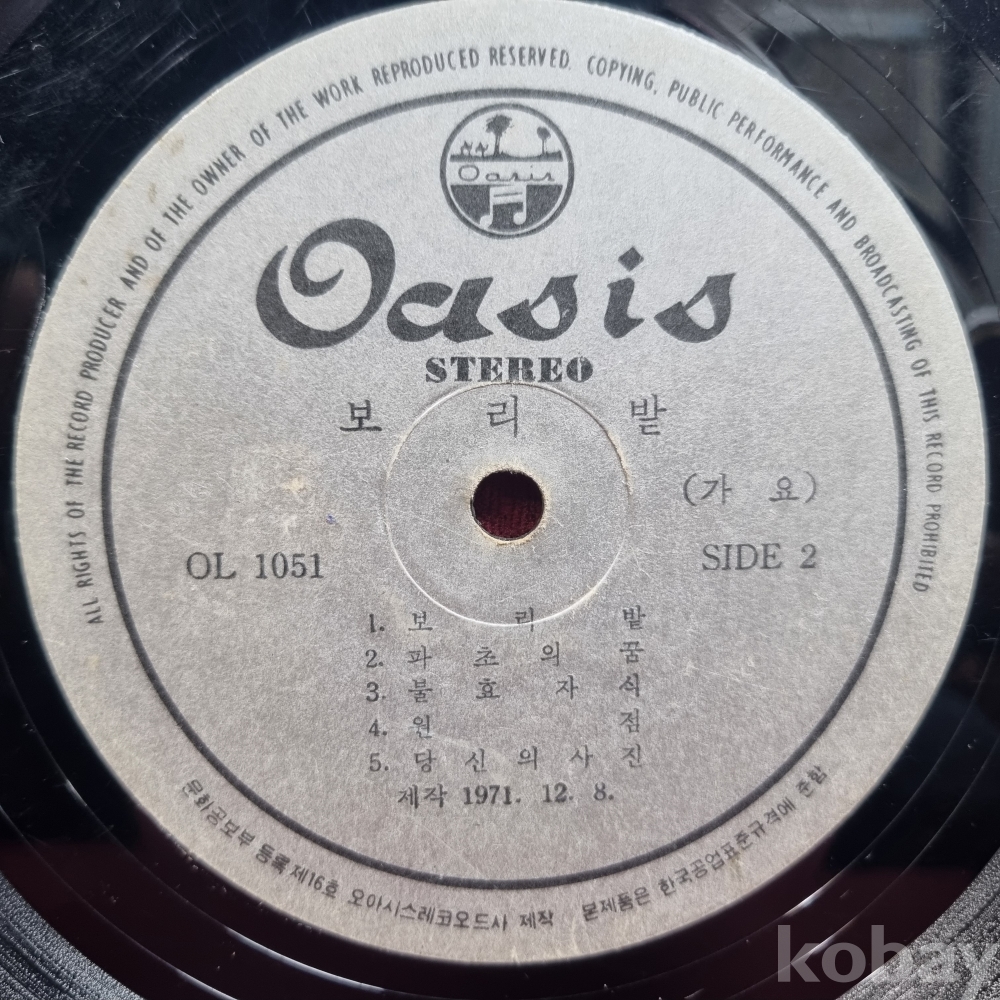 ALL RIGHTS OF THE RECORD PRODUCER AND OF THE OWNER OF THE WORK REPRODUCED RESERVED. COPYING, PUBLIC PERFORMANCE AND BROADCASTING OF THIS RECORD PROHIBITED
Oasis
Oasis
STEREO
보 리 밭
(가 요)
OL 1051
SIDE 2
1. 보 리 밭
2. 파 초 의 꿈
3. 불 효 자 식
4. 원 점
5. 당 신 의 사 진
제작 1971. 12. 8.
문화공보부 등록 제16호 오아시스레코오드사 제작 본제품은 한국공업표준규격에 준함
kobay